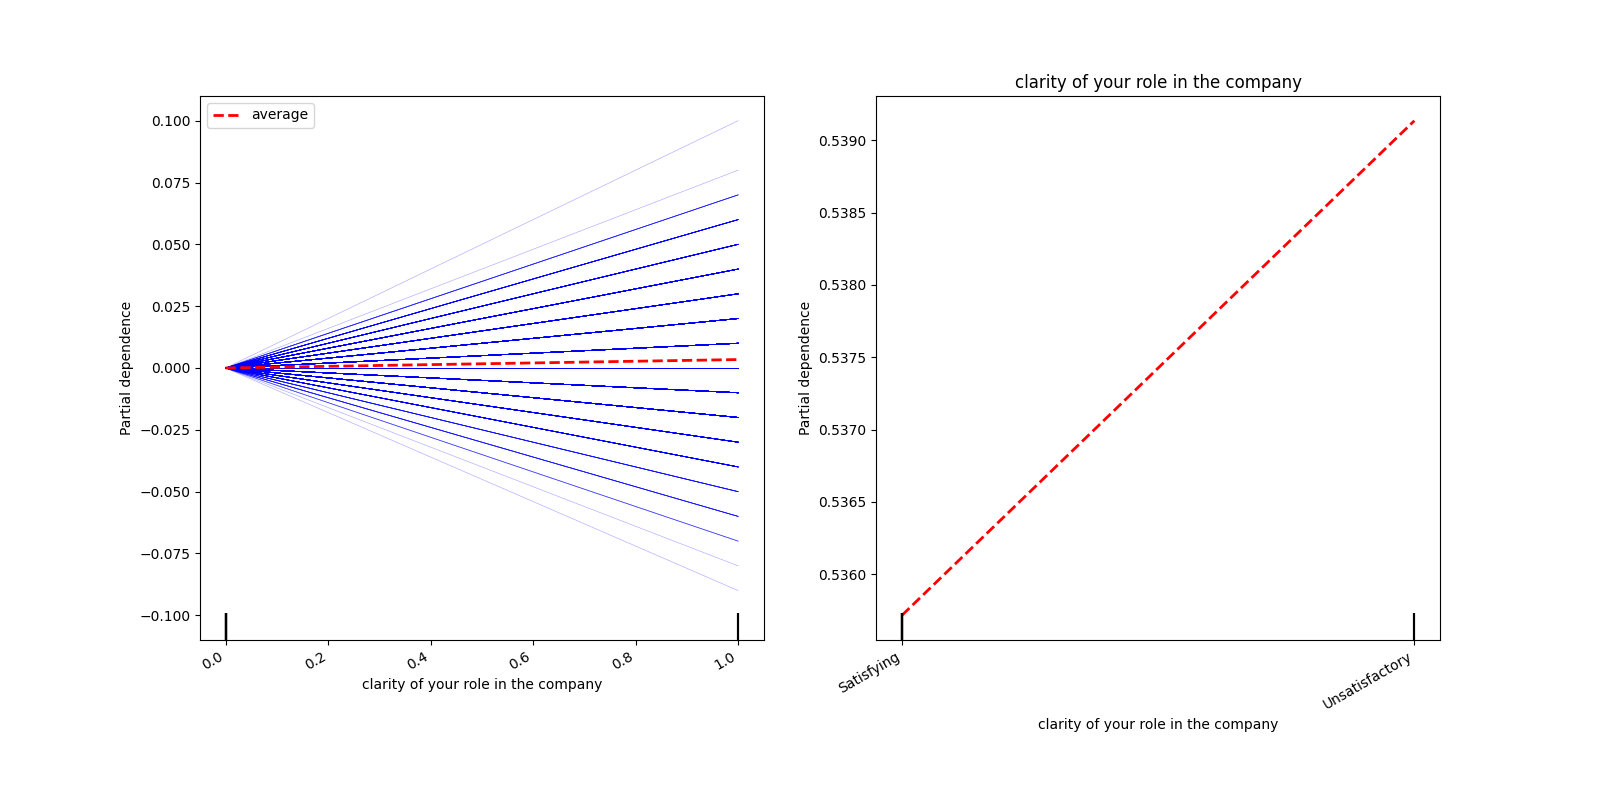 average
0.100
0.075
0.050
0.025
0.000
−0.025
−0.050
−0.075
−0.100
Partial dependence
0.0
0.2
0.4
0.6
0.8
1.0
clarity of your role in the company
clarity of your role in the company
0.5390
0.5385
0.5380
0.5375
0.5370
0.5365
0.5360
Partial dependence
Satisfying
Unsatisfactory
clarity of your role in the company